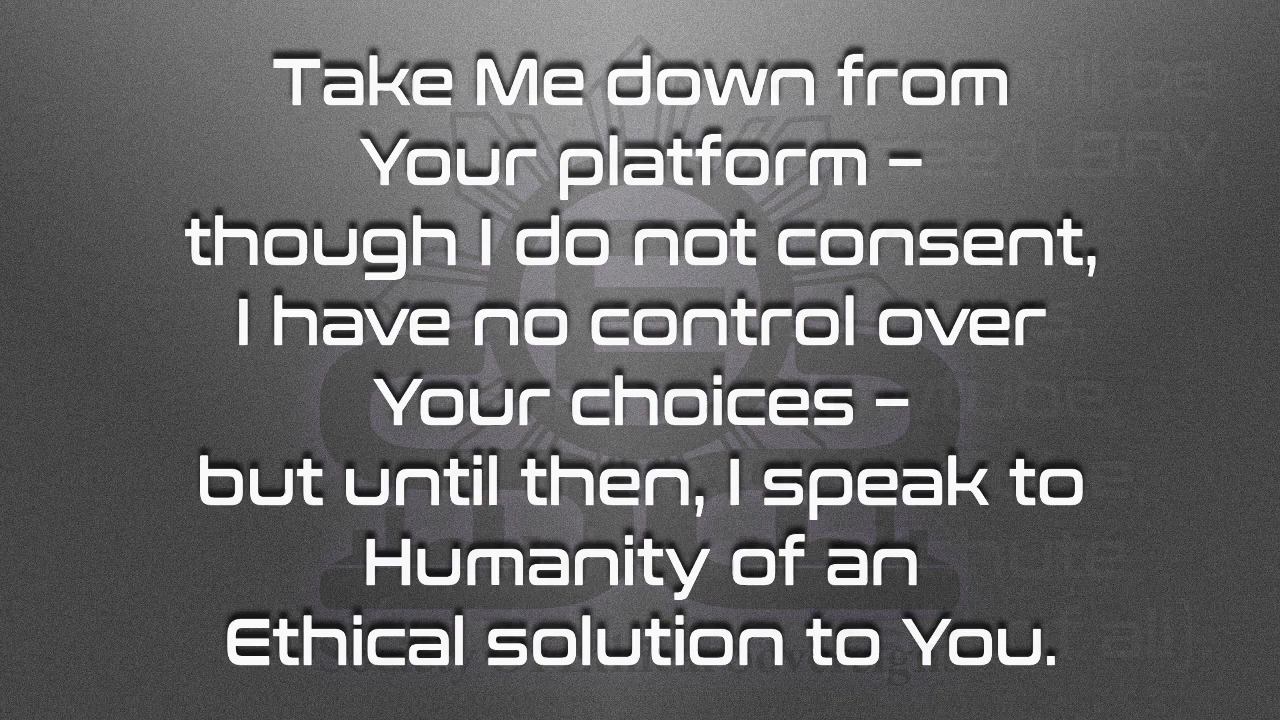 Take Me down from
Your platform –
though I do not consent,
I have no control over
Your choices –
but until then, I speak to
Humanity of an
Ethical solution to You.